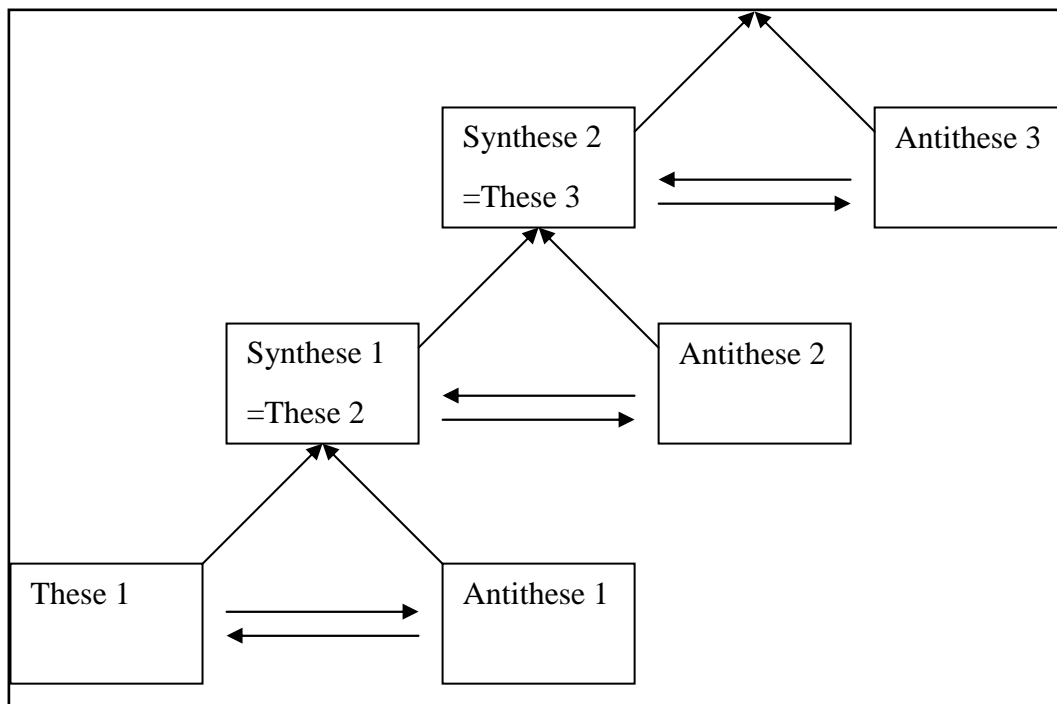 Synthese 2
=These 3
Antithese 3
Synthese 1
=These 2
Antithese 2
These 1
Antithese 1